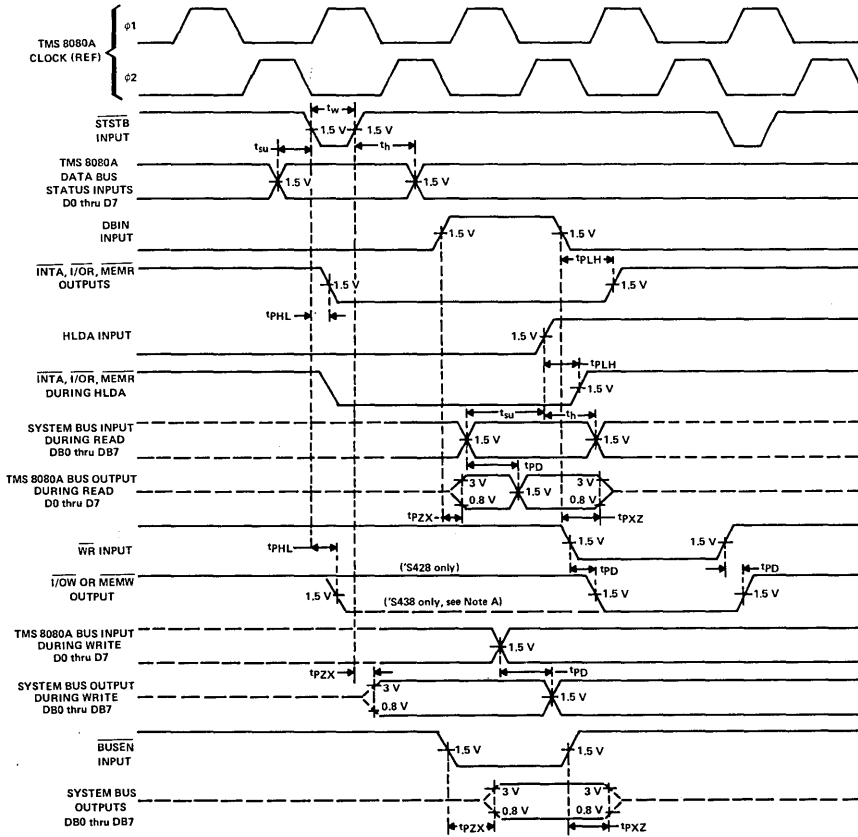 ϕ1
TMS 8080A
CLOCK (REF)
ϕ2
tw
STSTB
INPUT
1.5 V
1.5 V
tsu
th
TMS 8080A
DATA BUS
STATUS INPUTS
D0 thru D7
1.5 V
1.5 V
DBIN
INPUT
1.5 V
1.5 V
tPLH
INTA, I/OR, MEMR
OUTPUTS
1.5 V
1.5 V
tPHL
HLDA INPUT
1.5 V
tPLH
INTA, I/OR, MEMR
DURING HLDA
1.5 V
tsu
th
SYSTEM BUS INPUT
DURING READ
DB0 thru DB7
1.5 V
1.5 V
tPD
TMS 8080A BUS OUTPUT
DURING READ
D0 thru D7
3 V
0.8 V
1.5 V
3 V
0.8 V
tPZX
tPXZ
WR INPUT
tPHL
1.5 V
1.5 V
tPD
tPD
I/OW OR MEMW
OUTPUT
('S428 only)
1.5 V
('S438 only, see Note A)
1.5 V
1.5 V
TMS 8080A BUS INPUT
DURING WRITE
D0 thru D7
1.5 V
tPZX
tPD
SYSTEM BUS OUTPUT
DURING WRITE
DB0 thru DB7
3 V
0.8 V
1.5 V
BUSEN
INPUT
1.5 V
1.5 V
SYSTEM BUS
OUTPUTS
DB0 thru DB7
3 V
0.8 V
3 V
0.8 V
tPZX
tPXZ